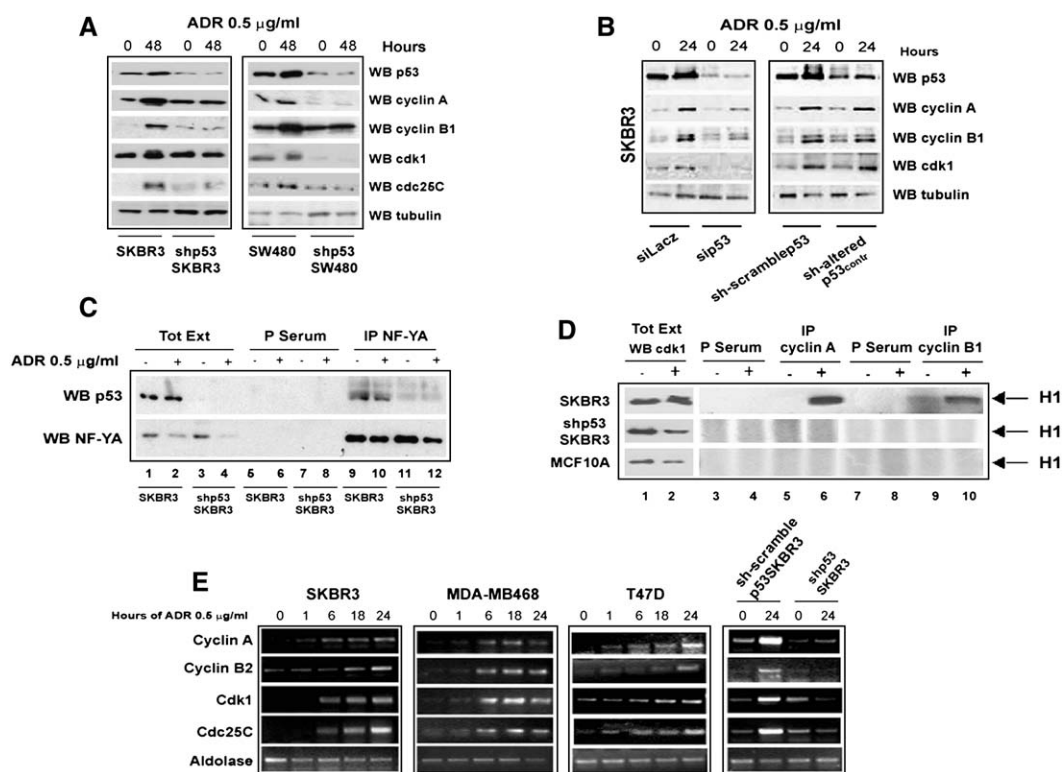 A
ADR 0.5 μg/ml
0 48 0 48 0 48 0 48 Hours
WB p53
WB cyclin A
WB cyclin B1
WB cdk1
WB cdc25C
WB tubulin
SKBR3 shp53 SW480 shp53
SKBR3 SW480
B
ADR 0.5 μg/ml
0 24 0 24 0 24 0 24 Hours
SKBR3
WB p53
WB cyclin A
WB cyclin B1
WB cdk1
WB tubulin
siLacz
sip53
sh-scramblep53
sh-altered
p53contr
C
Tot Ext P Serum IP NF-YA
ADR 0.5 μg/ml - + - + - + - + - + - +
WB p53
WB NF-YA
1 2 3 4 5 6 7 8 9 10 11 12
SKBR3 shp53 SKBR3 shp53 SKBR3 shp53
SKBR3 SKBR3 SKBR3
D
Tot Ext IP IP
WB cdk1 P Serum cyclin A P Serum cyclin B1
- + - + - + - + - +
SKBR3 H1
shp53
SKBR3 H1
MCF10A H1
1 2 3 4 5 6 7 8 9 10
E
SKBR3 MDA-MB468 T47D
sh-scramble
p53SKBR3
shp53
SKBR3
Hours of ADR 0.5 μg/ml 0 1 6 18 24 0 1 6 18 24 0 1 6 18 24 0 24 0 24
Cyclin A
Cyclin B2
Cdk1
Cdc25C
Aldolase